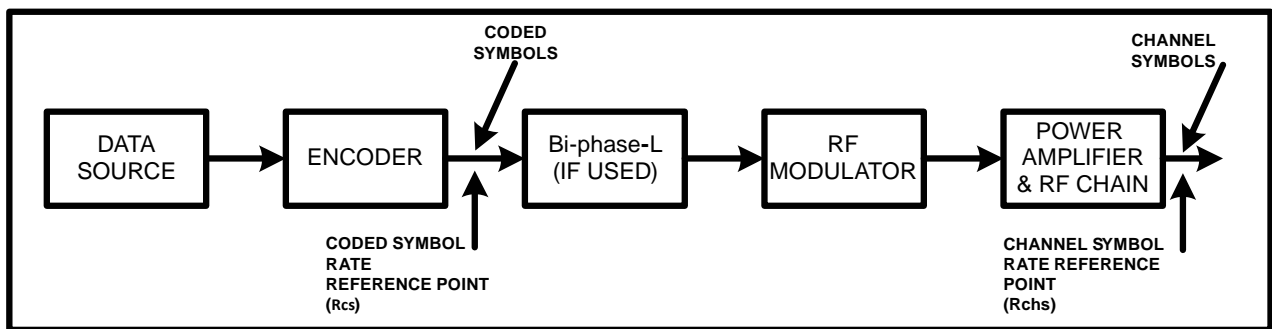 CODED
SYMBOLS
CHANNEL
SYMBOLS
DATA
SOURCE
ENCODER
Bi-phase-L
(IF USED)
RF
MODULATOR
POWER
AMPLIFIER
& RF CHAIN
CODED SYMBOL
RATE
REFERENCE POINT
(Rcs)
CHANNEL SYMBOL
RATE REFERENCE
POINT
(Rchs)